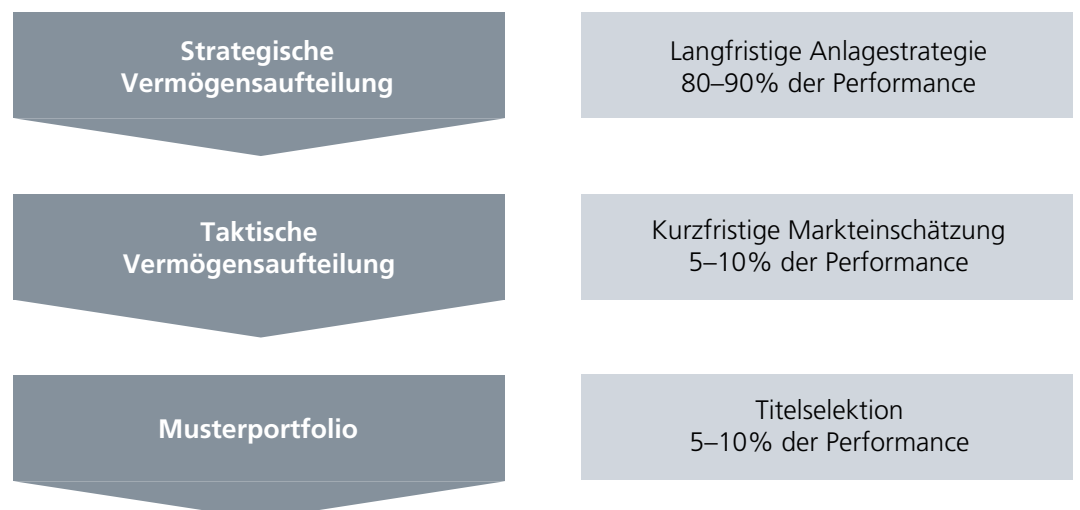 Strategische
Vermögensaufteilung
Langfristige Anlagestrategie
80–90% der Performance
Taktische
Vermögensaufteilung
Kurzfristige Markteinschätzung
5–10% der Performance
Musterportfolio
Titelselektion
5–10% der Performance